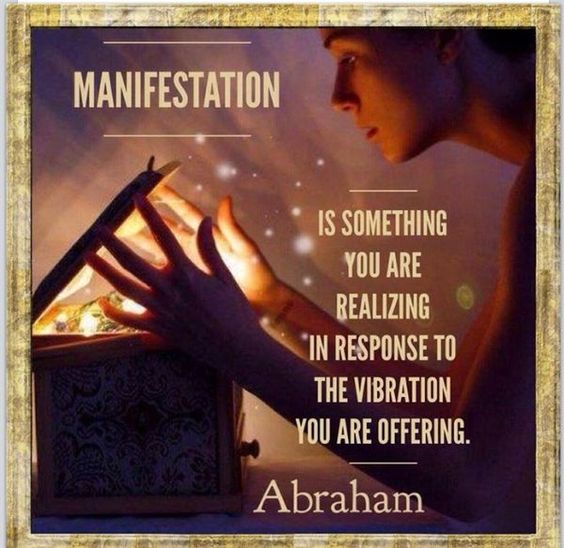 MANIFESTATION
IS SOMETHING
YOU ARE
REALIZING
IN RESPONSE TO
THE VIBRATION
YOU ARE OFFERING.
Abraham